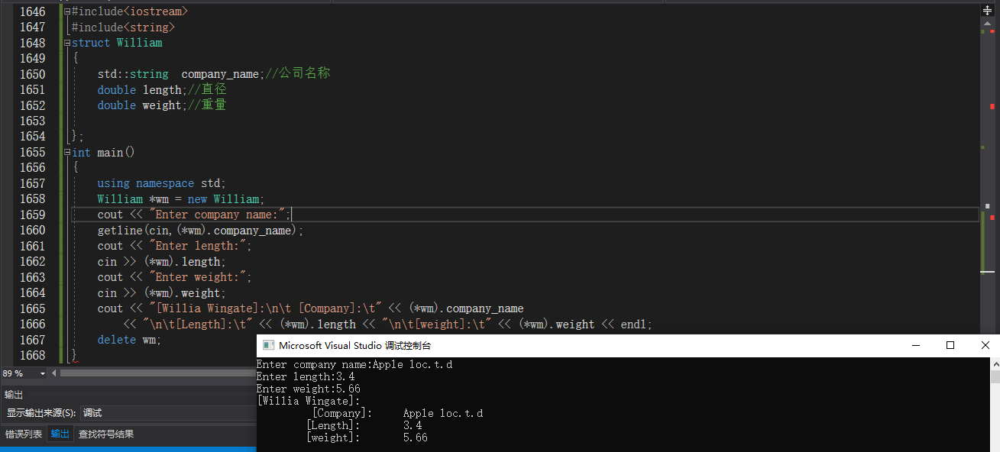 1646 #include<iostream>
1647 #include<string>
1648 struct William
1649 {
1650 std::string  company_name;//公司名称
1651 double length;//直径
1652 double weight;//重量
1653
1654 };
1655 int main()
1656 {
1657 using namespace std;
1658 William *wm = new William;
1659 cout << "Enter company name:";
1660 getline(cin,(*wm).company_name);
1661 cout << "Enter length:";
1662 cin >> (*wm).length;
1663 cout << "Enter weight:";
1664 cin >> (*wm).weight;
1665 cout << "[Willia Wingate]:\n\t [Company]:\t" << (*wm).company_name
1666 << "\n\t[Length]:\t" << (*wm).length << "\n\t[weight]:\t" << (*wm).weight << endl;
1667 delete wm;
1668 }
89 %
输出
显示输出来源(S): 调试
错误列表 输出 查找符号结果
Microsoft Visual Studio 调试控制台
Enter company name:Apple loc.t.d
Enter length:3.4
Enter weight:5.66
[Willia Wingate]:
[Company]: Apple loc.t.d
[Length]: 3.4
[weight]: 5.66